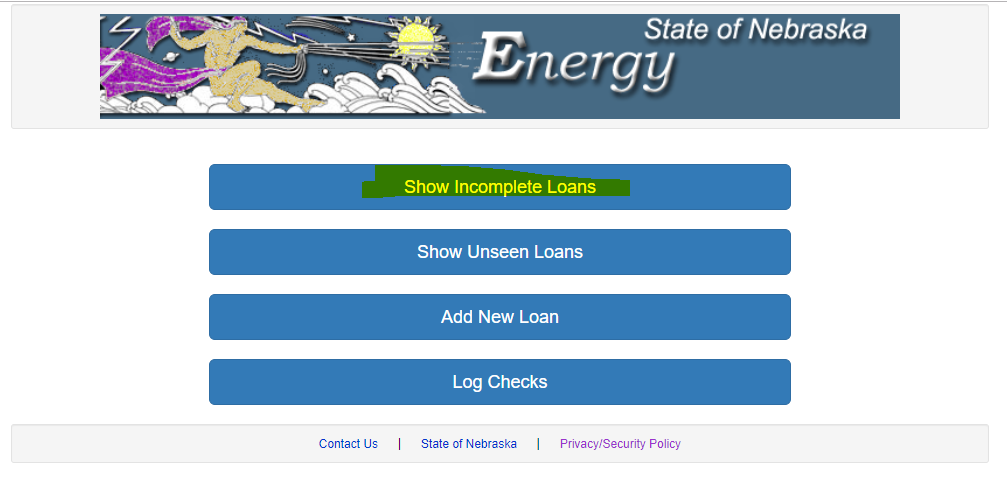 State of Nebraska
Energy
Show Incomplete Loans
Show Unseen Loans
Add New Loan
Log Checks
Contact Us | State of Nebraska | Privacy/Security Policy